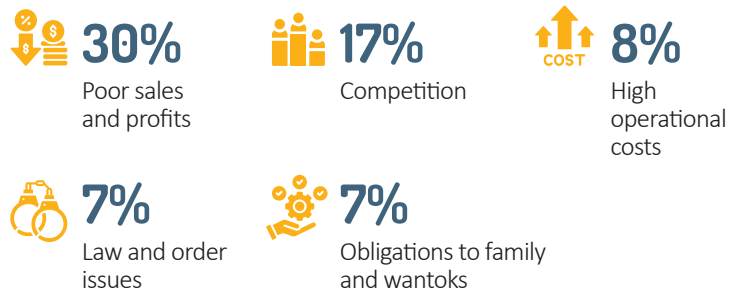 30%
Poor sales
and profits
17%
Competition
COST
8%
High
operational
costs
7%
Law and order
issues
7%
Obligations to family
and wantoks